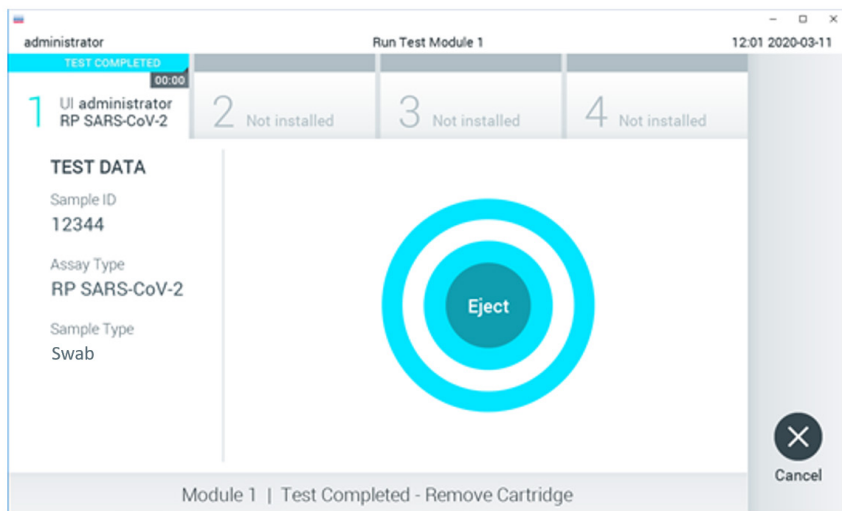 administrator Run Test Module 1 12:01 2020-03-11
TEST COMPLETED
00:00
1 UI administrator
RP SARS-CoV-2
2 Not installed
3 Not installed
4 Not installed
TEST DATA
Sample ID
12344
Assay Type
RP SARS-CoV-2
Sample Type
Swab
Eject
Cancel
Module 1 | Test Completed - Remove Cartridge